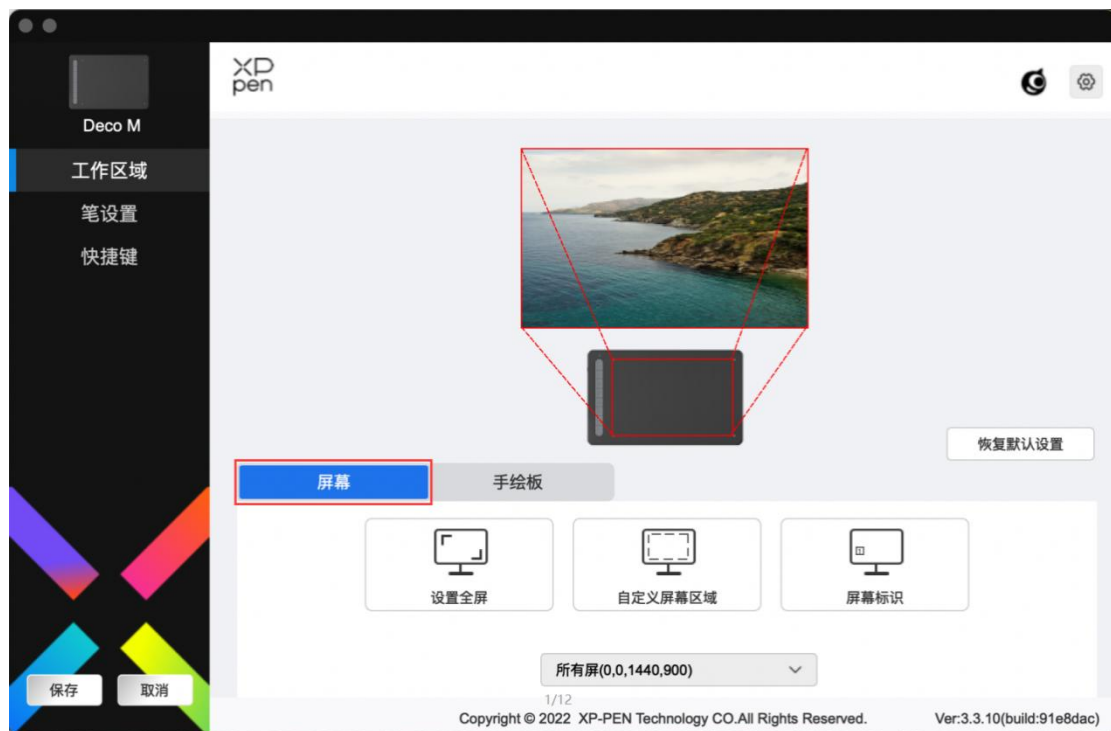 XP
pen
Deco M
工作区域
笔设置
快捷键
恢复默认设置
屏幕
手绘板
设置全屏
自定义屏幕区域
屏幕标识
所有屏(0,0,1440,900)
保存
取消
1/12
Copyright © 2022 XP-PEN Technology CO.All Rights Reserved.
Ver:3.3.10(build:91e8dac)